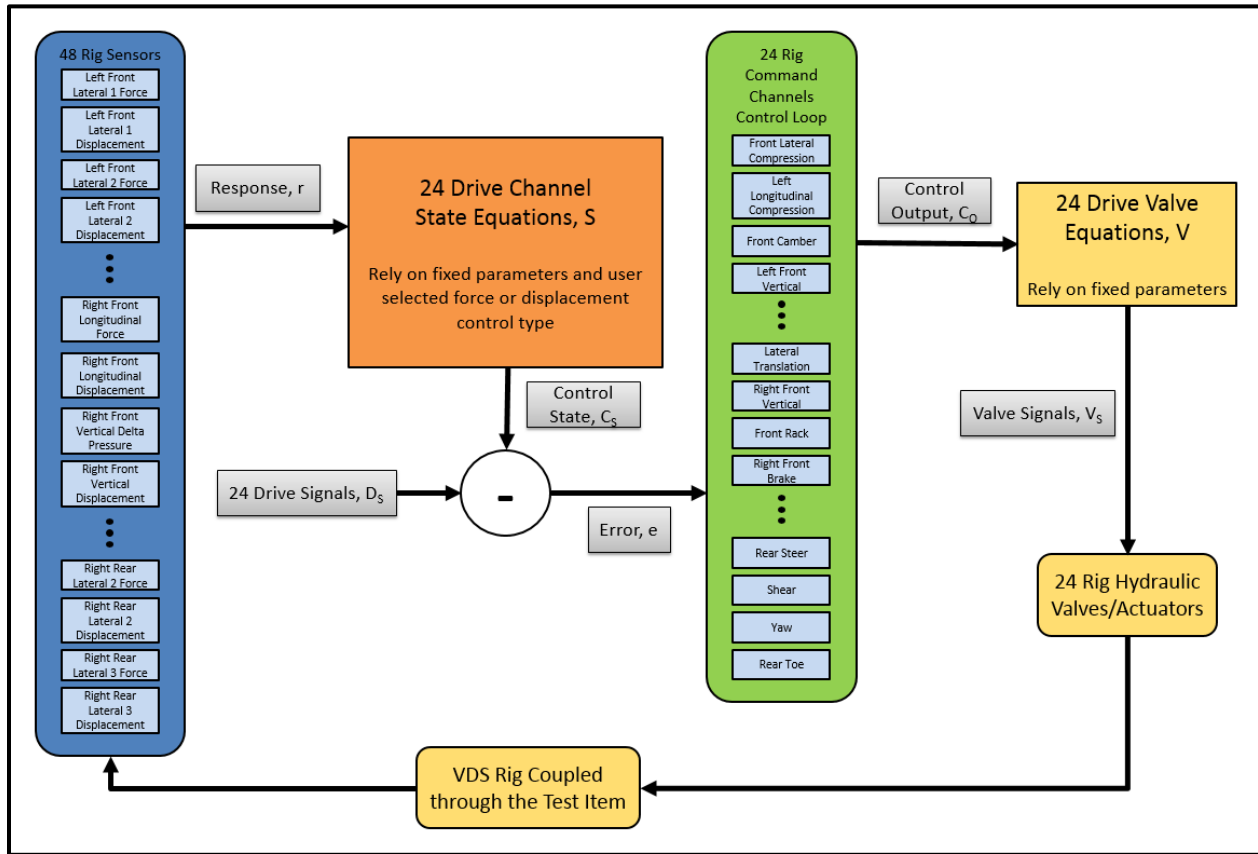 48 Rig Sensors
Left Front
Lateral 1 Force
Left Front
Lateral 1
Displacement
Left Front
Lateral 2 Force
Left Front
Lateral 2
Displacement
Right Front
Longitudinal
Force
Right Front
Longitudinal
Displacement
Right Front
Vertical Delta
Pressure
Right Front
Vertical
Displacement
Right Rear
Lateral 2 Force
Right Rear
Lateral 2
Displacement
Right Rear
Lateral 3 Force
Right Rear
Lateral 3
Displacement
Response, r
24 Drive Channel
State Equations, S
Rely on fixed parameters and user
selected force or displacement
control type
Control
State, Cₛ
24 Drive Signals, Dₛ
-
Error, e
24 Rig
Command
Channels
Control Loop
Front Lateral
Compression
Left
Longitudinal
Compression
Front Camber
Left Front
Vertical
Lateral
Translation
Right Front
Vertical
Front Rack
Right Front
Brake
Rear Steer
Shear
Yaw
Rear Toe
Control
Output, C₀
24 Drive Valve
Equations, V
Rely on fixed parameters
Valve Signals, Vₛ
24 Rig Hydraulic
Valves/Actuators
VDS Rig Coupled
through the Test Item